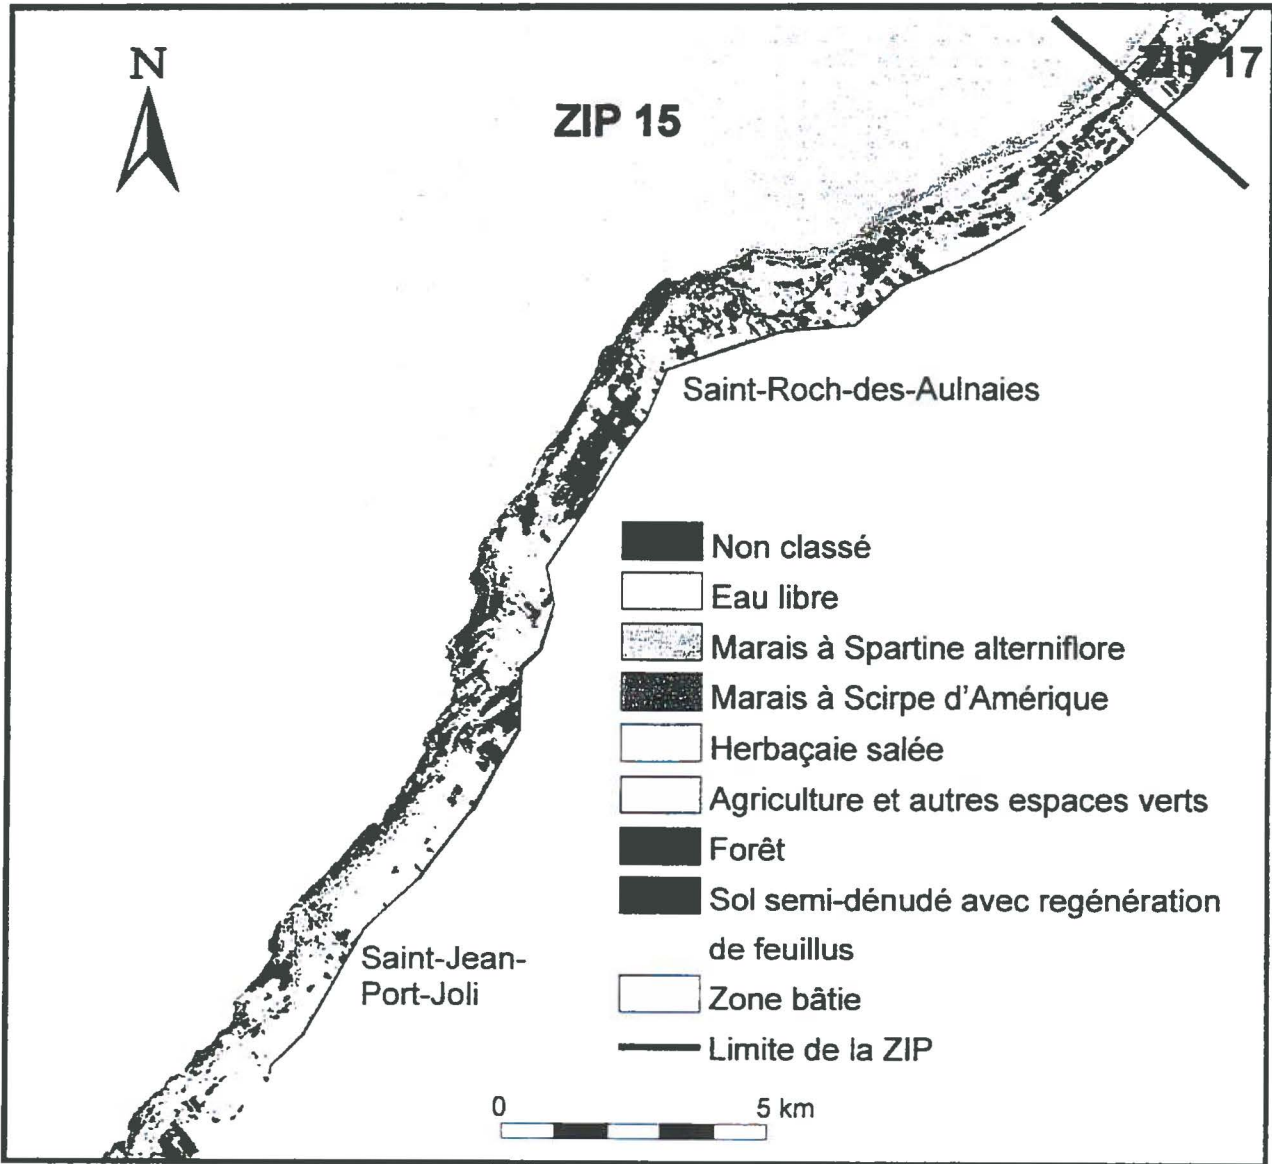 N
ZIP 17
ZIP 15
Saint-Roch-des-Aulnaies
Non classé
Eau libre
Marais à Spartine alterniflore
Marais à Scirpe d'Amérique
Herbaçaie salée
Agriculture et autres espaces verts
Forêt
Sol semi-dénudé avec regénération
de feuillus
Zone bâtie
Limite de la ZIP
Saint-Jean-
Port-Joli
0 5 km